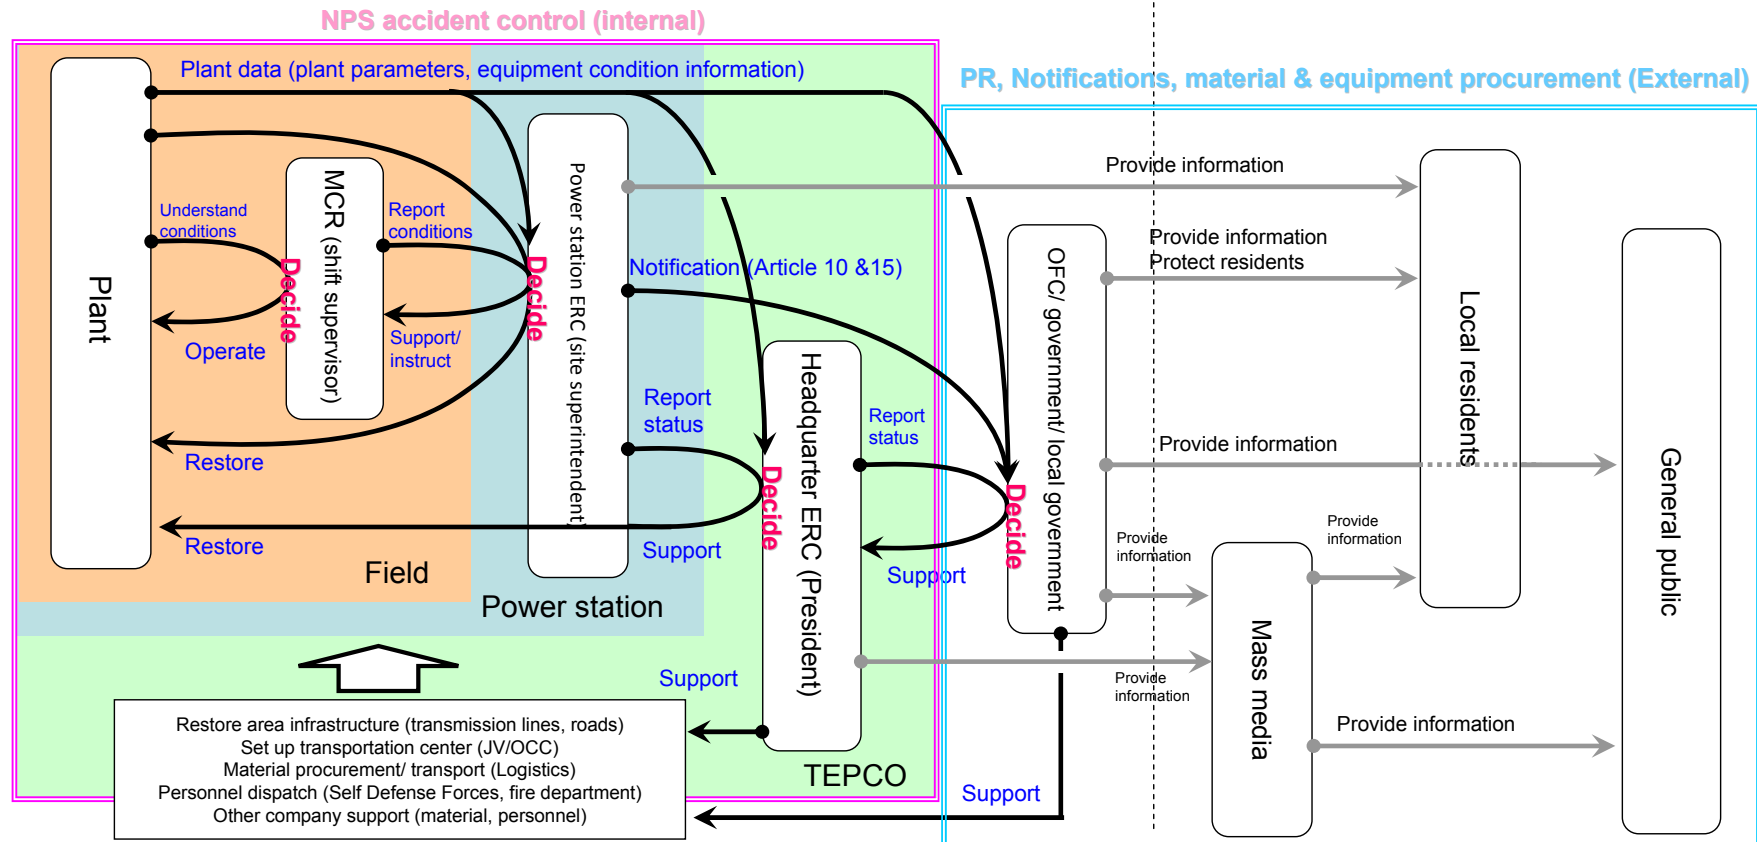 NPS accident control (internal)
Plant data (plant parameters, equipment condition information)
PR, Notifications, material & equipment procurement (External)
Plant
MCR (shift supervisor)
Power station ERC (site superintendent)
Headquarter ERC (President)
OFC/ government/ local government
Local residents
General public
Mass media
Understand
conditions
Decide
Operate
Report
conditions
Decide
Support/
instruct
Restore
Notification (Article 10 &15)
Report
status
Decide
Support
Restore
Report
status
Decide
Support
Provide information
Provide information
Protect residents
Provide information
Provide
information
Provide
information
Provide
information
Provide information
Field
Power station
TEPCO
Support
Support
Restore area infrastructure (transmission lines, roads)
Set up transportation center (JV/OCC)
Material procurement/ transport (Logistics)
Personnel dispatch (Self Defense Forces, fire department)
Other company support (material, personnel)